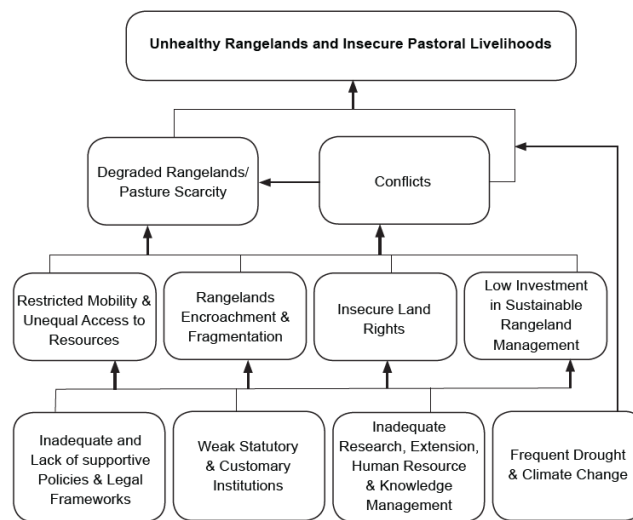 Unhealthy Rangelands and Insecure Pastoral Livelihoods
Degraded Rangelands/
Pasture Scarcity
Conflicts
Restricted Mobility &
Unequal Access to
Resources
Rangelands
Encroachment &
Fragmentation
Insecure Land
Rights
Low Investment
in Sustainable
Rangeland
Management
Inadequate and
Lack of supportive
Policies & Legal
Frameworks
Weak Statutory
& Customary
Institutions
Inadequate
Research, Extension,
Human Resource
& Knowledge
Management
Frequent Drought
& Climate Change